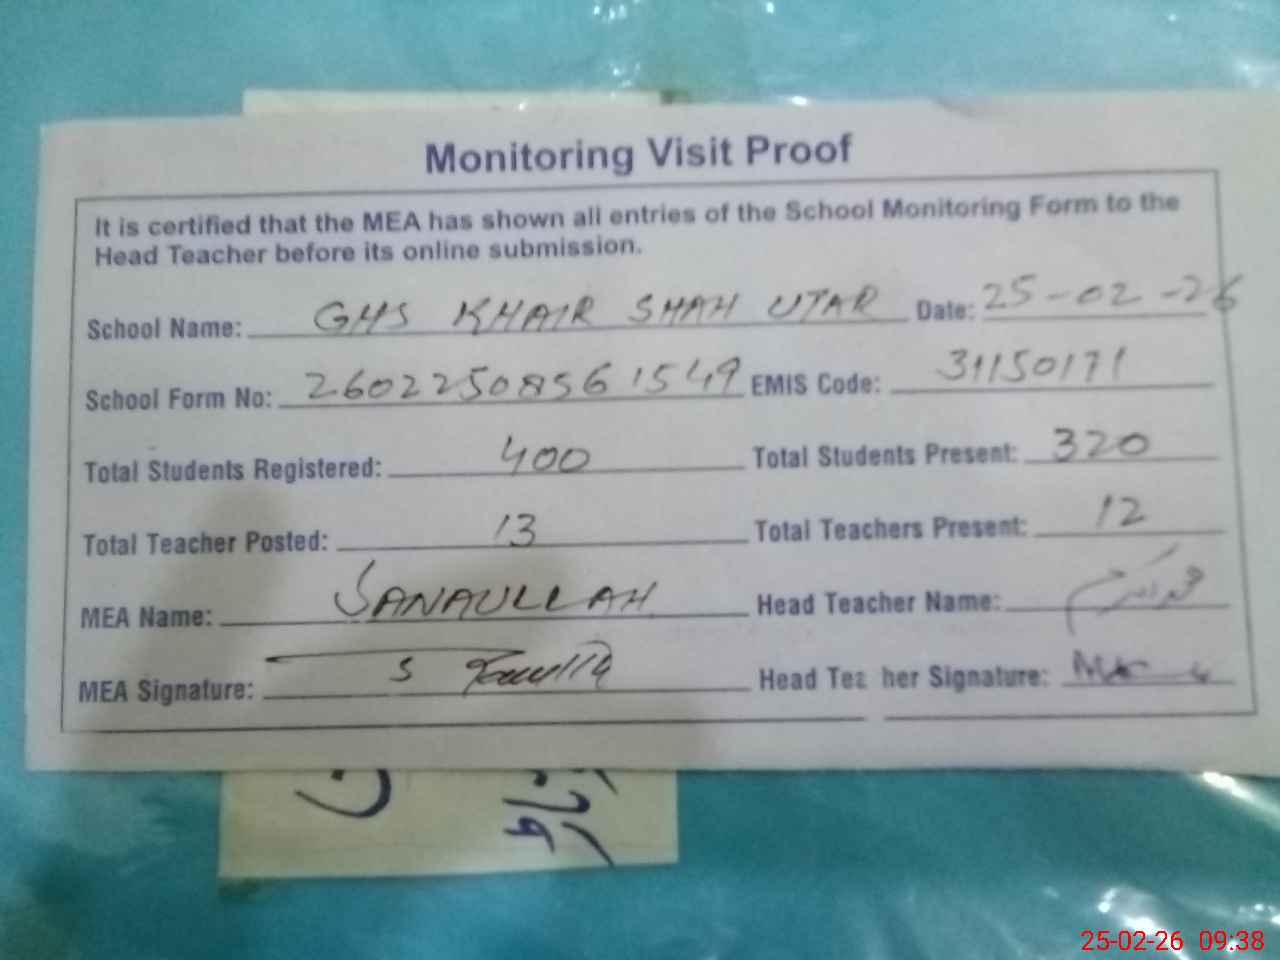 Monitoring Visit Proof
It is certified that the MEA has shown all entries of the School Monitoring Form to the
Head Teacher before its online submission.
School Name: GHS KHAIR SHAH UTAR Date: 25-02-26
School Form No: 2602250856 1549 EMIS Code: 31150171
Total Students Registered: 400 Total Students Present: 320
Total Teacher Posted: 13 Total Teachers Present: 12
MEA Name: SANAULLAH Head Teacher Name:
MEA Signature: Head Teacher Signature:
25-02-26 09:38